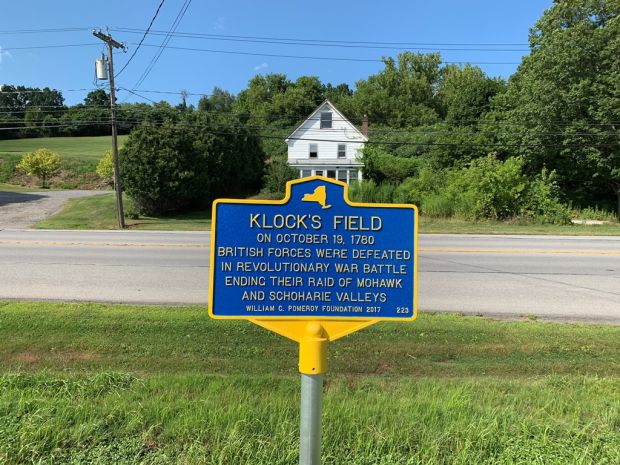 KLOCK'S FIELD
ON OCTOBER 19, 1780
BRITISH FORCES WERE DEFEATED
IN REVOLUTIONARY WAR BATTLE
ENDING THEIR RAID OF MOHAWK
AND SCHOHARIE VALLEYS
WILLIAM G. POMEROY FOUNDATION 2017 223